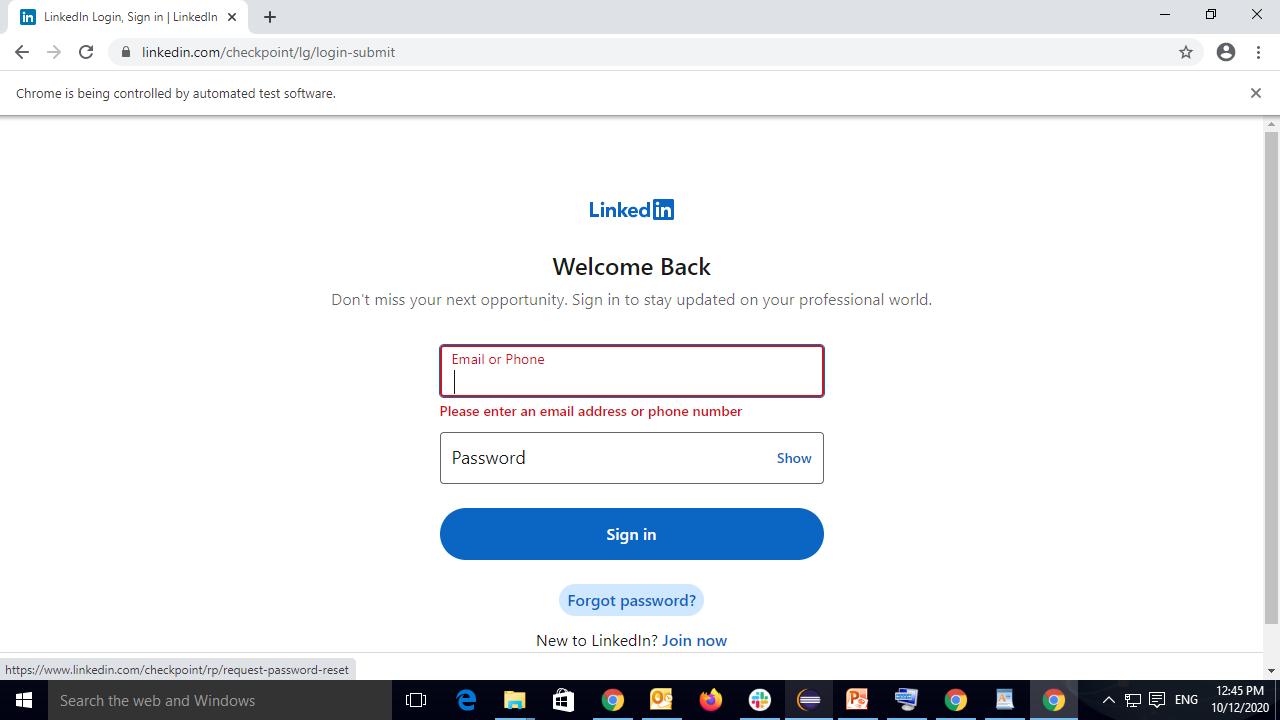 LinkedIn Login, Sign in | LinkedIn
linkedin.com/checkpoint/lg/login-submit
Chrome is being controlled by automated test software.
Linkedin
Welcome Back
Don't miss your next opportunity. Sign in to stay updated on your professional world.
Email or Phone
Please enter an email address or phone number
Password Show
Sign in
Forgot password?
New to LinkedIn? Join now
https://www.linkedin.com/checkpoint/rp/request-password-reset
Search the web and Windows
ENG
12:45 PM
10/12/2020